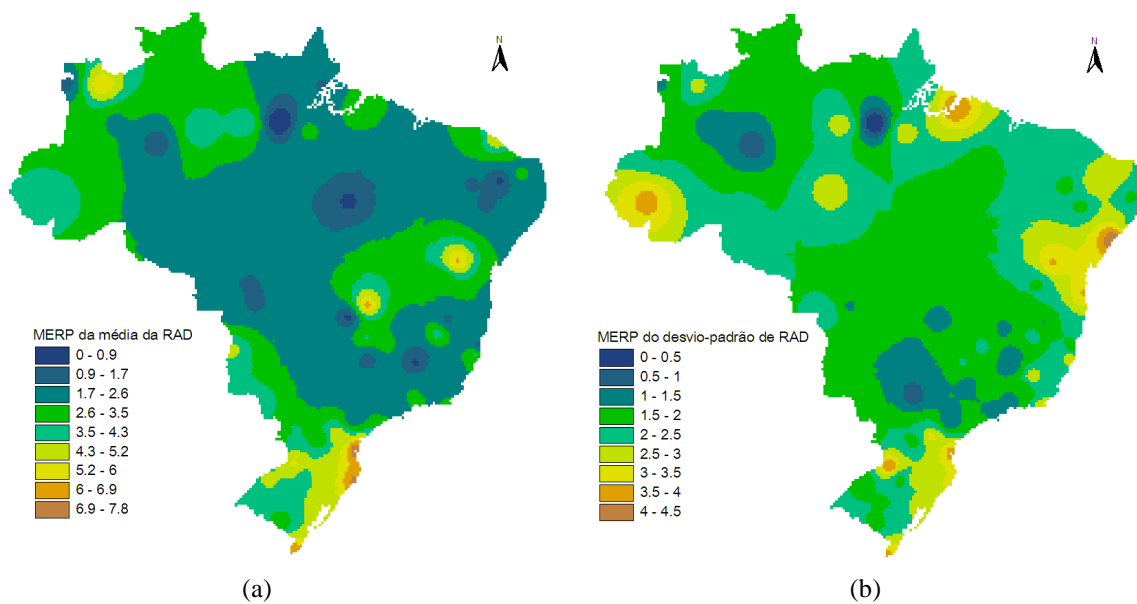 N
MERP da média da RAD
0 - 0.9
0.9 - 1.7
1.7 - 2.6
2.6 - 3.5
3.5 - 4.3
4.3 - 5.2
5.2 - 6
6 - 6.9
6.9 - 7.8
(a)
N
MERP do desvio-padrão de RAD
0 - 0.5
0.5 - 1
1 - 1.5
1.5 - 2
2 - 2.5
2.5 - 3
3 - 3.5
3.5 - 4
4 - 4.5
(b)